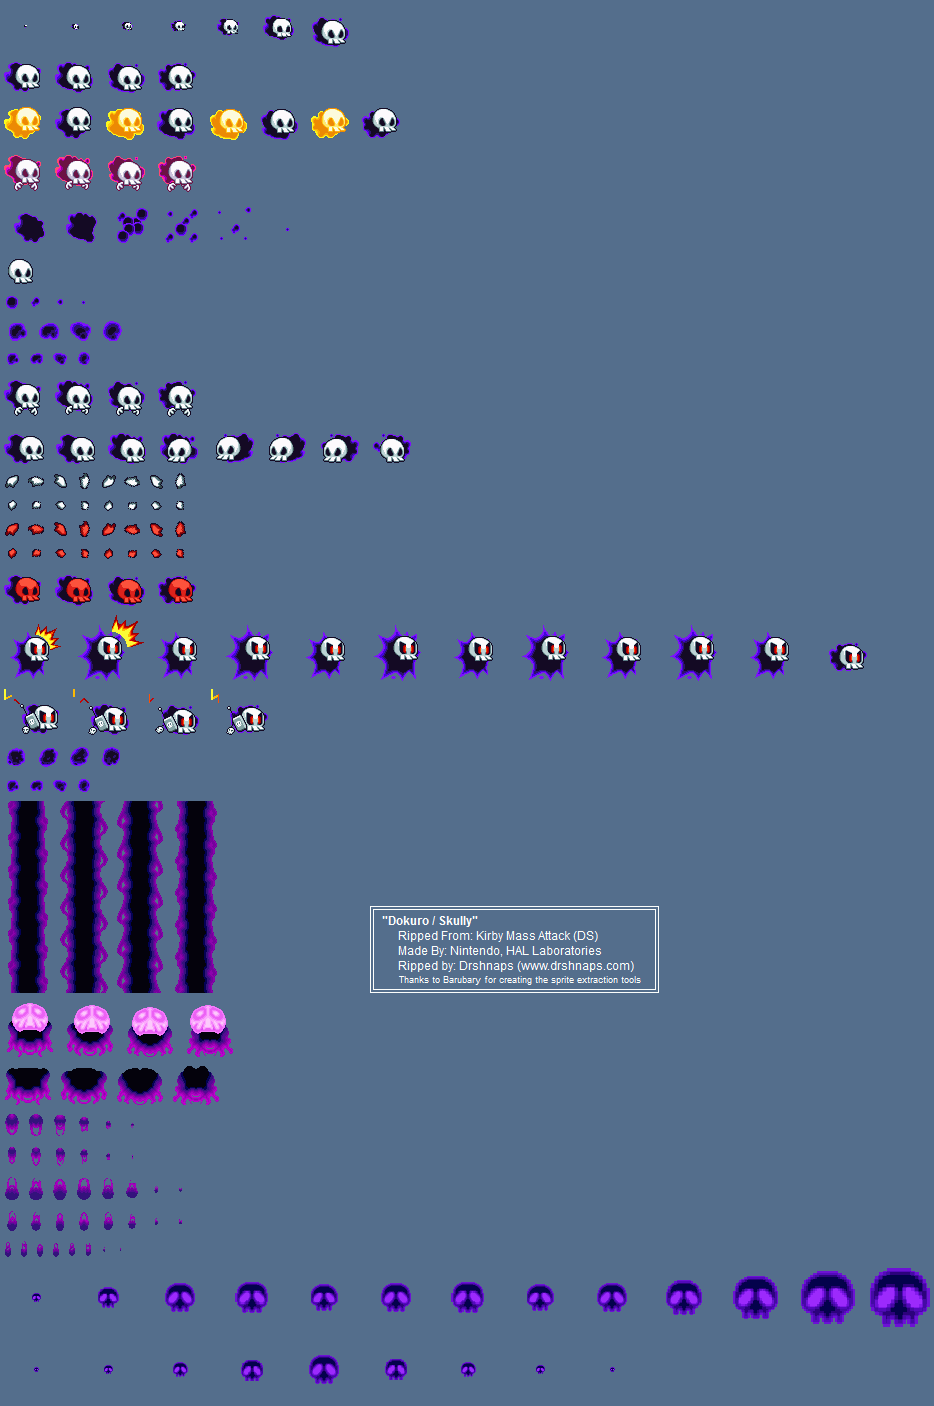 "Dokuro / Skully"
Ripped From: Kirby Mass Attack (DS)
Made By: Nintendo, HAL Laboratories
Ripped by: Drshnaps (www.drshnaps.com)
Thanks to Barubary for creating the sprite extraction tools